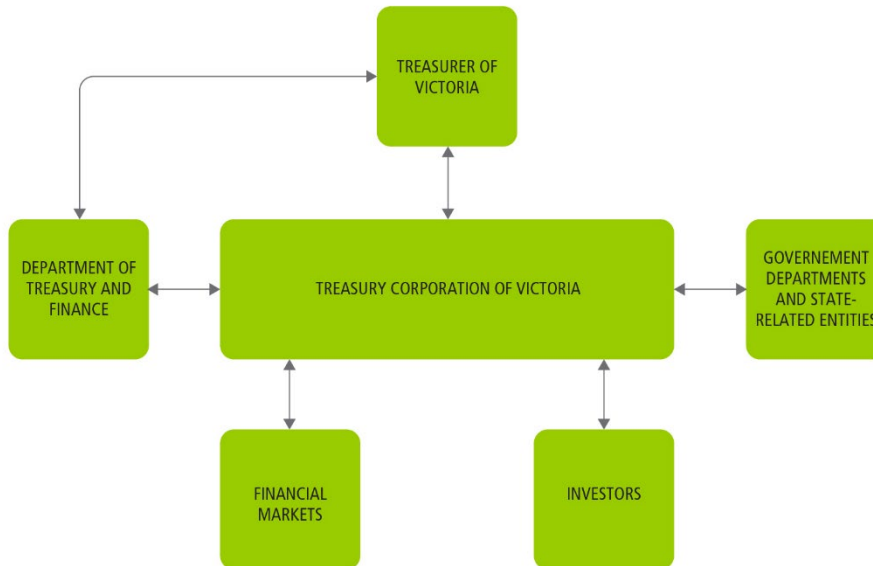 TREASURER OF
VICTORIA
DEPARTMENT OF
TREASURY AND
FINANCE
TREASURY CORPORATION OF VICTORIA
GOVERNEMENT
DEPARTMENTS
AND STATE-
RELATED ENTITIES
FINANCIAL
MARKETS
INVESTORS